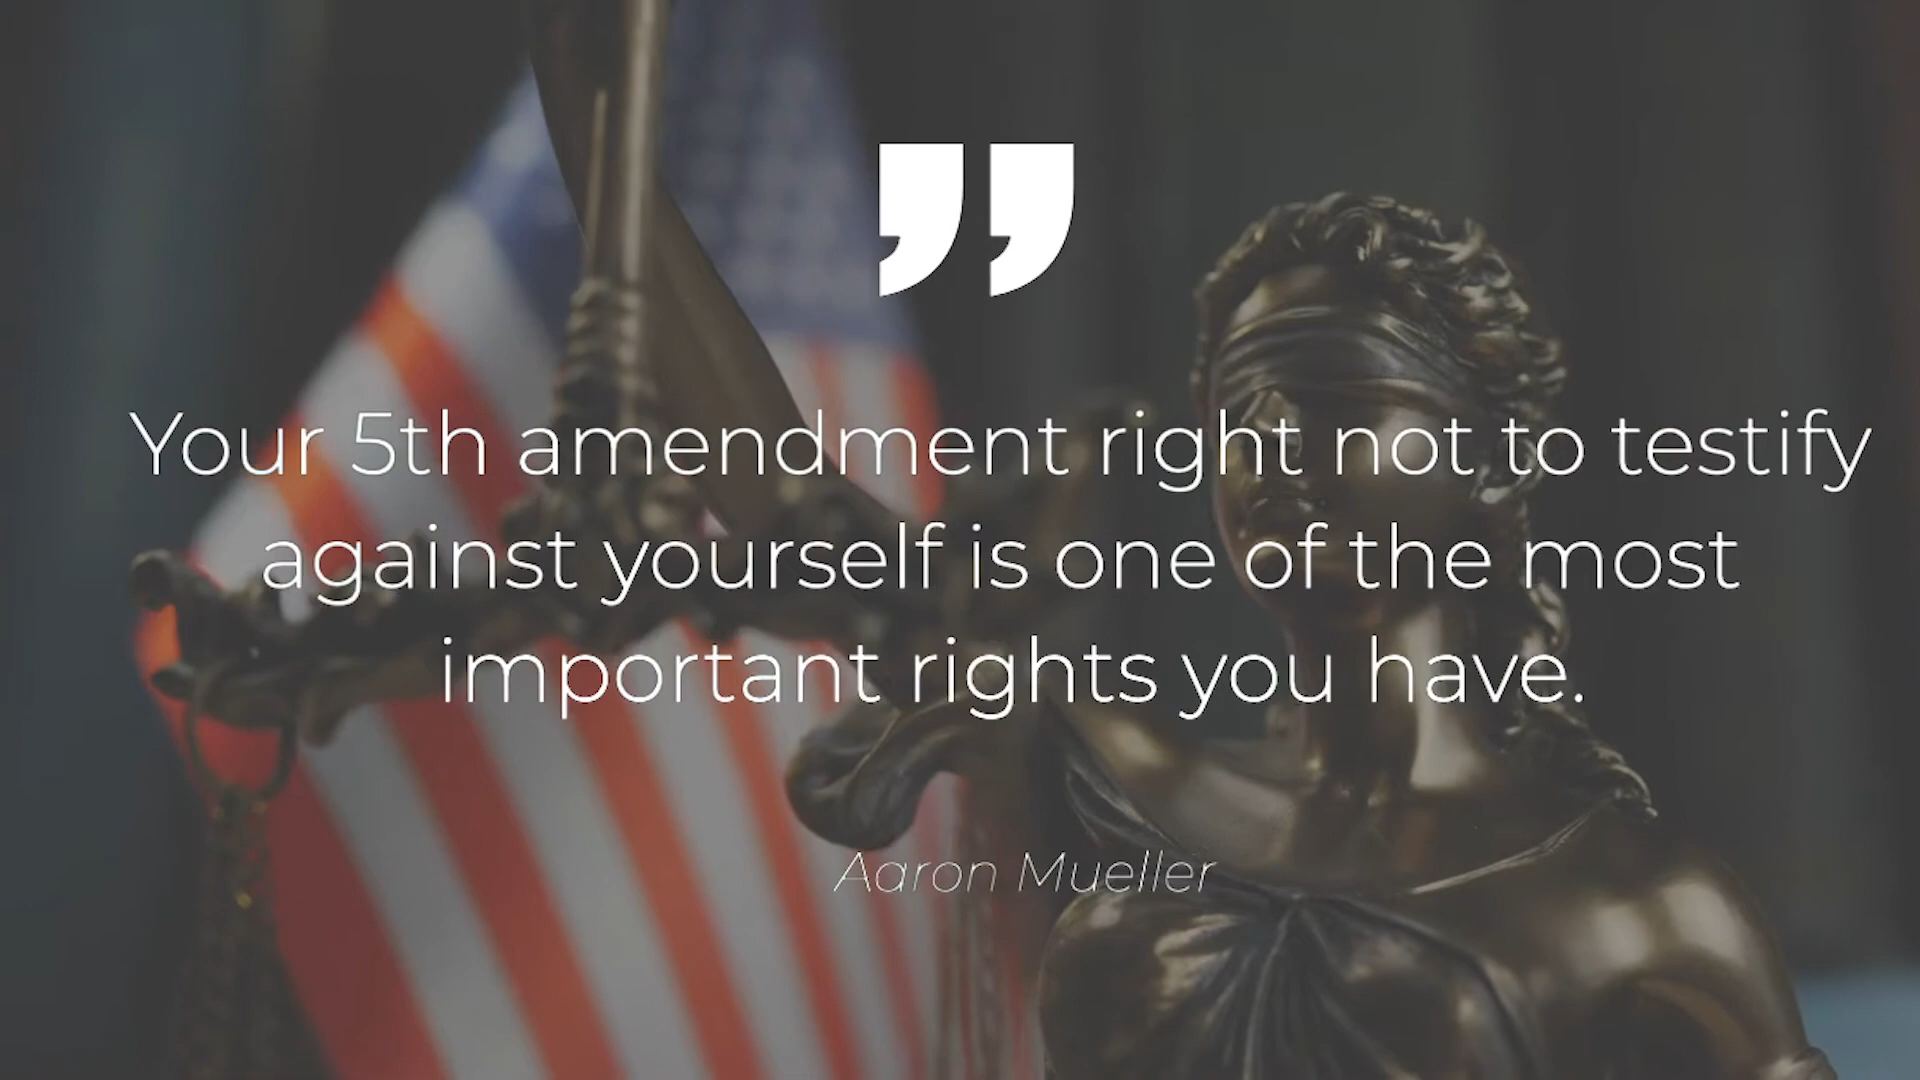 ”
Your 5th amendment right not to testify
against yourself is one of the most
important rights you have.
Aaron Mueller